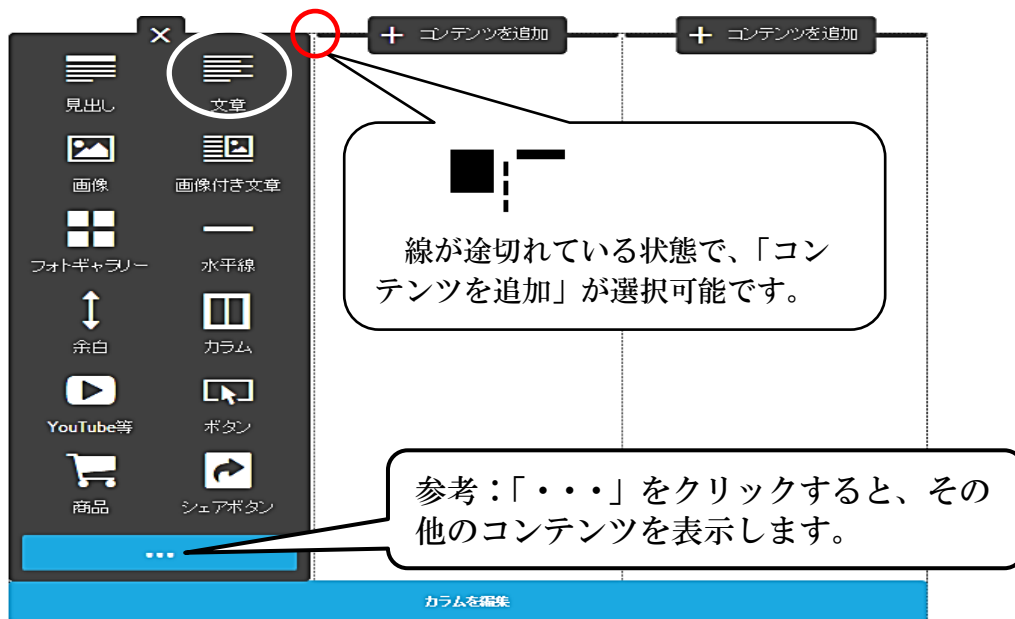 コンテンツを追加
コンテンツを追加
見出し
文章
画像
画像付き文章
フォトギャラリー
水平線
余白
カラム
YouTube等
ボタン
商品
シェアボタン
線が途切れている状態で、「コン
テンツを追加」が選択可能です。
参考:「・・・」をクリックすると、その
他のコンテンツを表示します。
カラムを編集